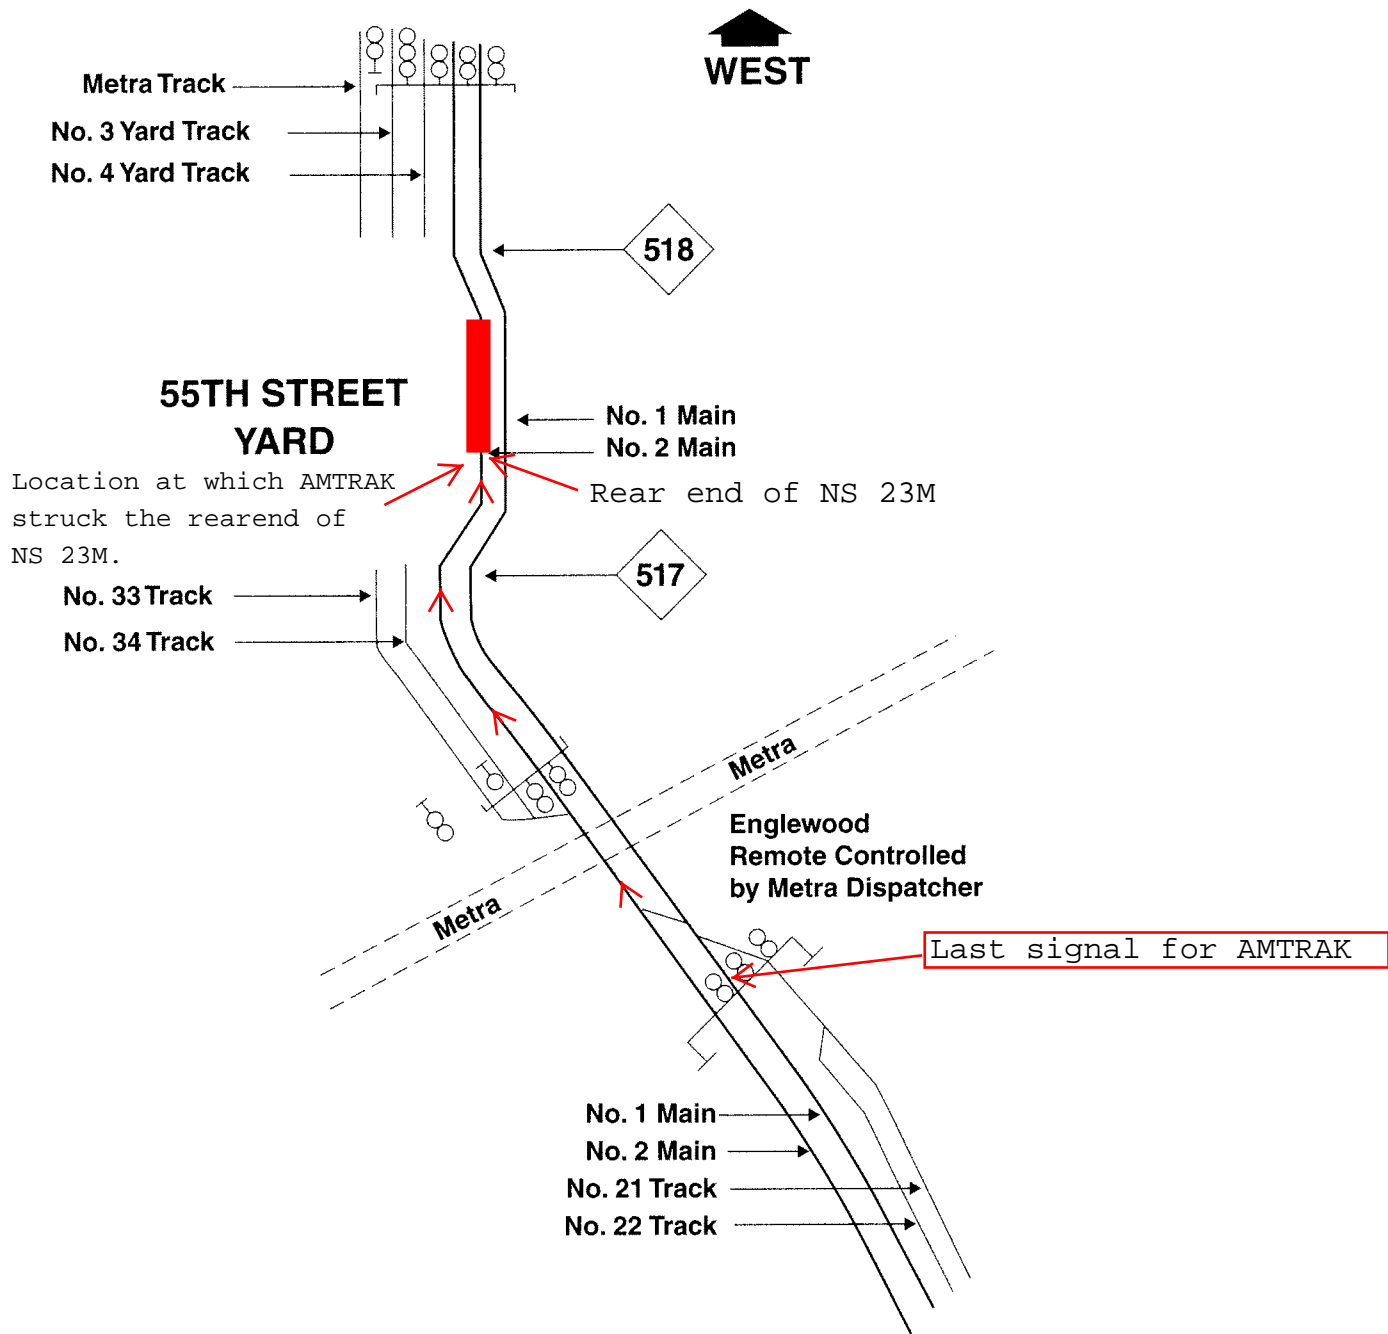 WEST
Metra Track
No. 3 Yard Track
No. 4 Yard Track
518
55TH STREET
YARD
No. 1 Main
No. 2 Main
Location at which AMTRAK
struck the rearend of
NS 23M.
Rear end of NS 23M
517
No. 33 Track
No. 34 Track
Metra
Englewood
Remote Controlled
by Metra Dispatcher
Metra
Last signal for AMTRAK
No. 1 Main
No. 2 Main
No. 21 Track
No. 22 Track